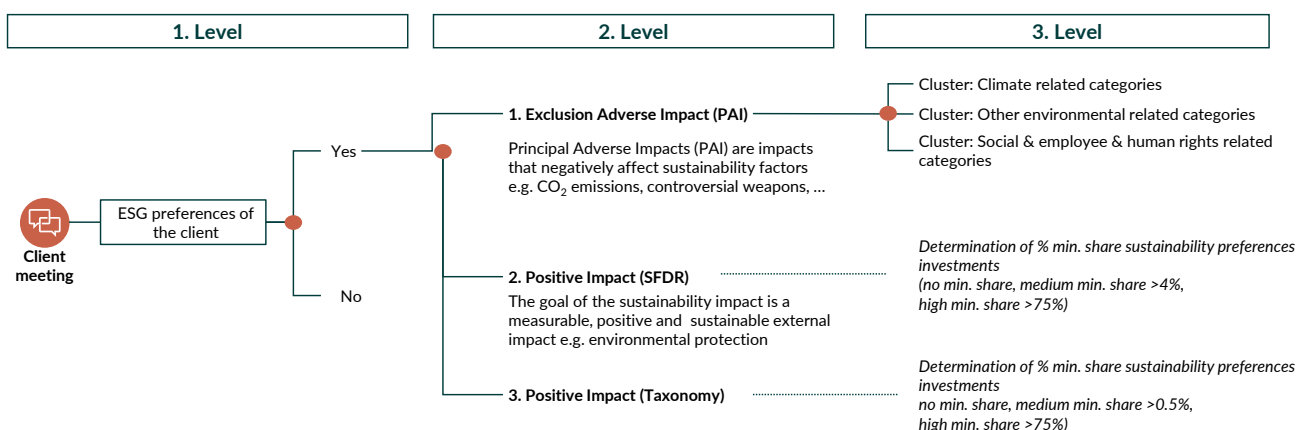 1. Level
2. Level
3. Level
Client
meeting
ESG preferences of
the client
Yes
No
1. Exclusion Adverse Impact (PAI)
Principal Adverse Impacts (PAI) are impacts
that negatively affect sustainability factors
e.g. CO2 emissions, controversial weapons, ...
2. Positive Impact (SFDR)
The goal of the sustainability impact is a
measurable, positive and sustainable external
impact e.g. environmental protection
3. Positive Impact (Taxonomy)
Cluster: Climate related categories
Cluster: Other environmental related categories
Cluster: Social & employee & human rights related
categories
Determination of % min. share sustainability preferences
investments
(no min. share, medium min. share >4%,
high min. share >75%)
Determination of % min. share sustainability preferences
investments
no min. share, medium min. share >0.5%,
high min. share >75%)